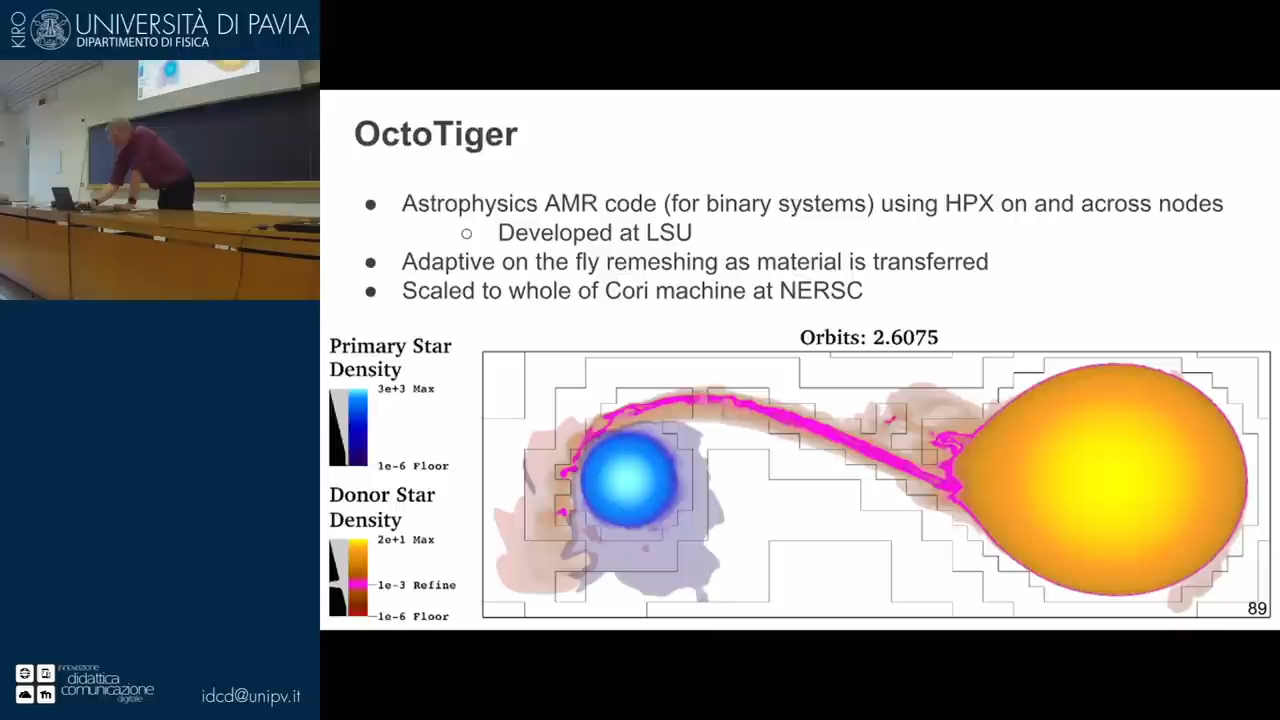 KIRO
UNIVERSITÀ DI PAVIA
DIPARTIMENTO DI FISICA
OctoTiger
● Astrophysics AMR code (for binary systems) using HPX on and across nodes
○ Developed at LSU
● Adaptive on the fly remeshing as material is transferred
● Scaled to whole of Cori machine at NERSC
Orbits: 2.6075
Primary Star
Density
3e+3 Max
1e-6 Floor
Donor Star
Density
2e+1 Max
1e-3 Refine
1e-6 Floor
89
innovazione
didattica
comunicazione
digitale
idcd@unipv.it